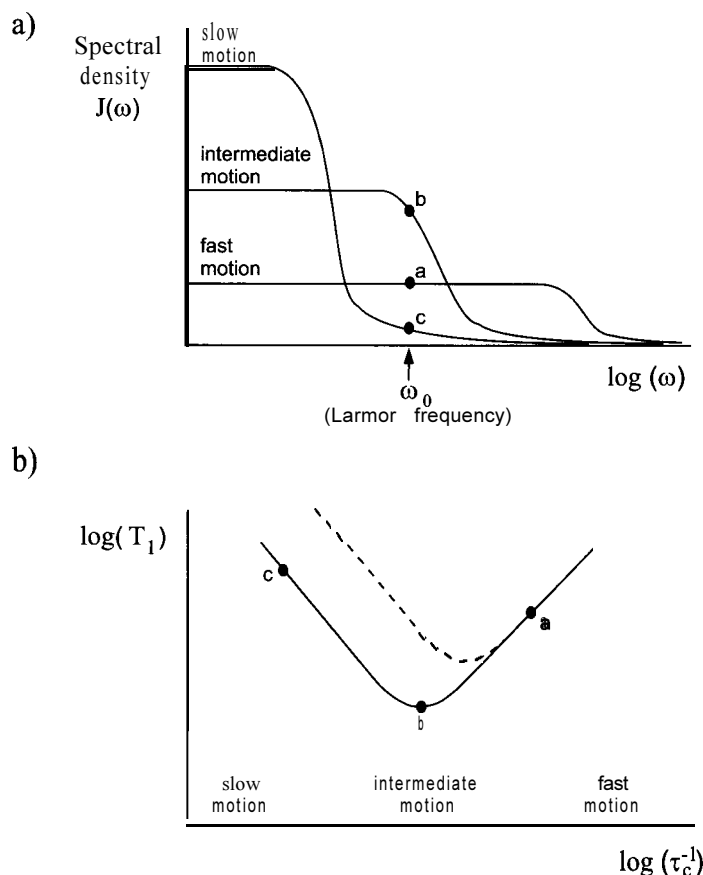 a)
Spectral
density
J(ω)
slow
motion
intermediate
motion
fast
motion
b
a
c
log (ω)
ω₀
(Larmor frequency)
b)
log(T₁)
c
a
b
slow
motion
intermediate
motion
fast
motion
log (τc⁻¹)